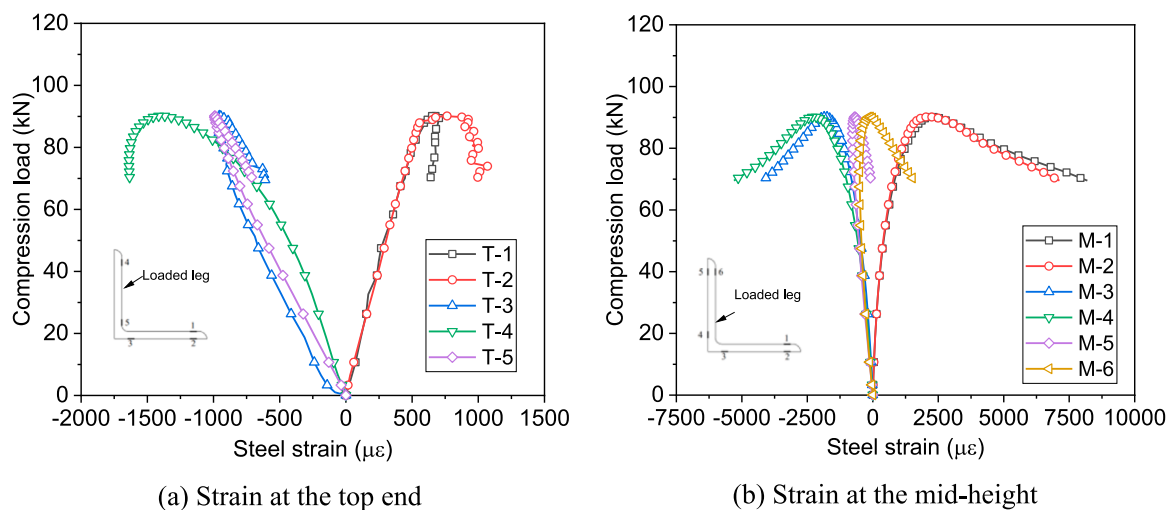 120
100
80
60
40
20
0
-2000 -1500 -1000 -500 0 500 1000 1500
Compression load (kN)
Steel strain (με)
T-1
T-2
T-3
T-4
T-5
4
Loaded leg
5
1
3
2
(a) Strain at the top end
120
100
80
60
40
20
0
-7500 -5000 -2500 0 2500 5000 7500 10000
Compression load (kN)
Steel strain (με)
M-1
M-2
M-3
M-4
M-5
M-6
5 6
Loaded leg
4
1
3
2
(b) Strain at the mid-height